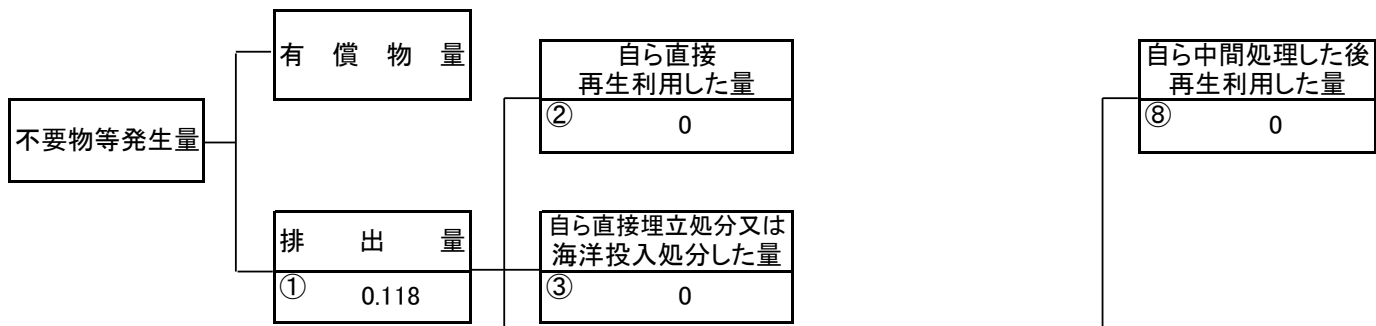 有償物量
自ら直接
再生利用した量
② 0
自ら中間処理した後
再生利用した量
⑧ 0
不要物等発生量
排出量
① 0.118
自ら直接埋立処分又は
海洋投入処分した量
③ 0